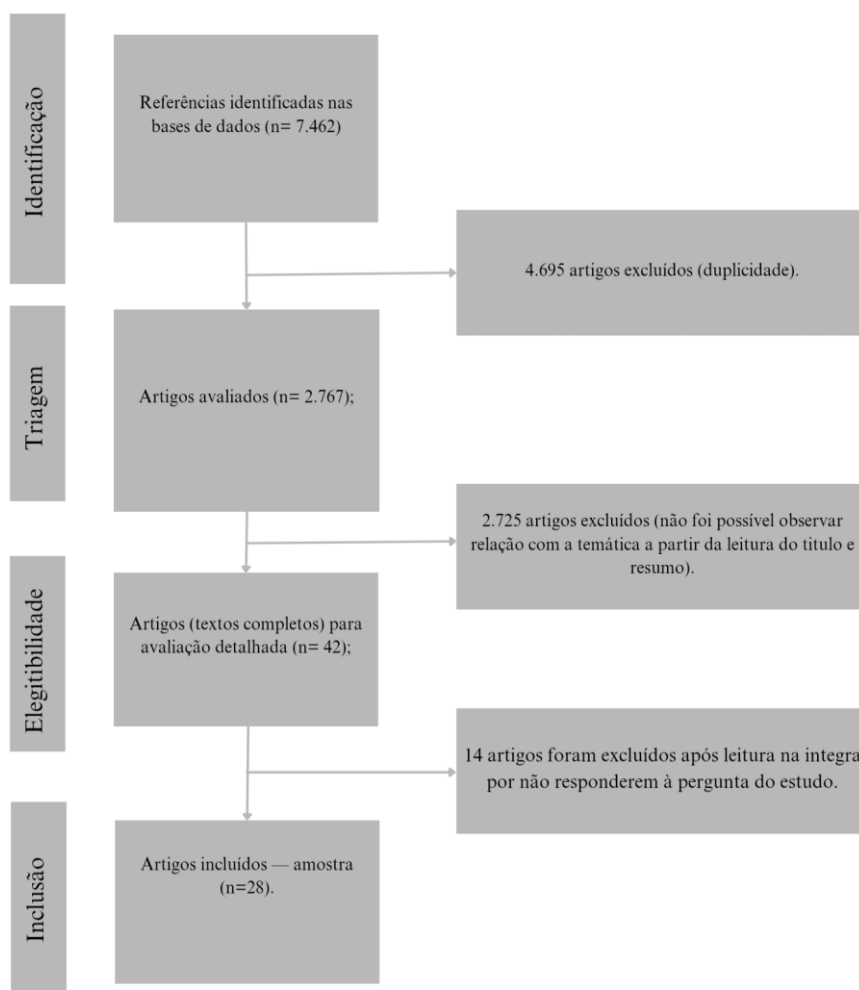 Identificação
Referências identificadas nas
bases de dados (n= 7.462)
4.695 artigos excluídos (duplicidade).
Triagem
Artigos avaliados (n= 2.767);
2.725 artigos excluídos (não foi possível observar
relação com a temática a partir da leitura do titulo e
resumo).
Elegitibilidade
Artigos (textos completos) para
avaliação detalhada (n= 42);
14 artigos foram excluídos após leitura na integra
por não responderem à pergunta do estudo.
Inclusão
Artigos incluídos — amostra
(n=28).